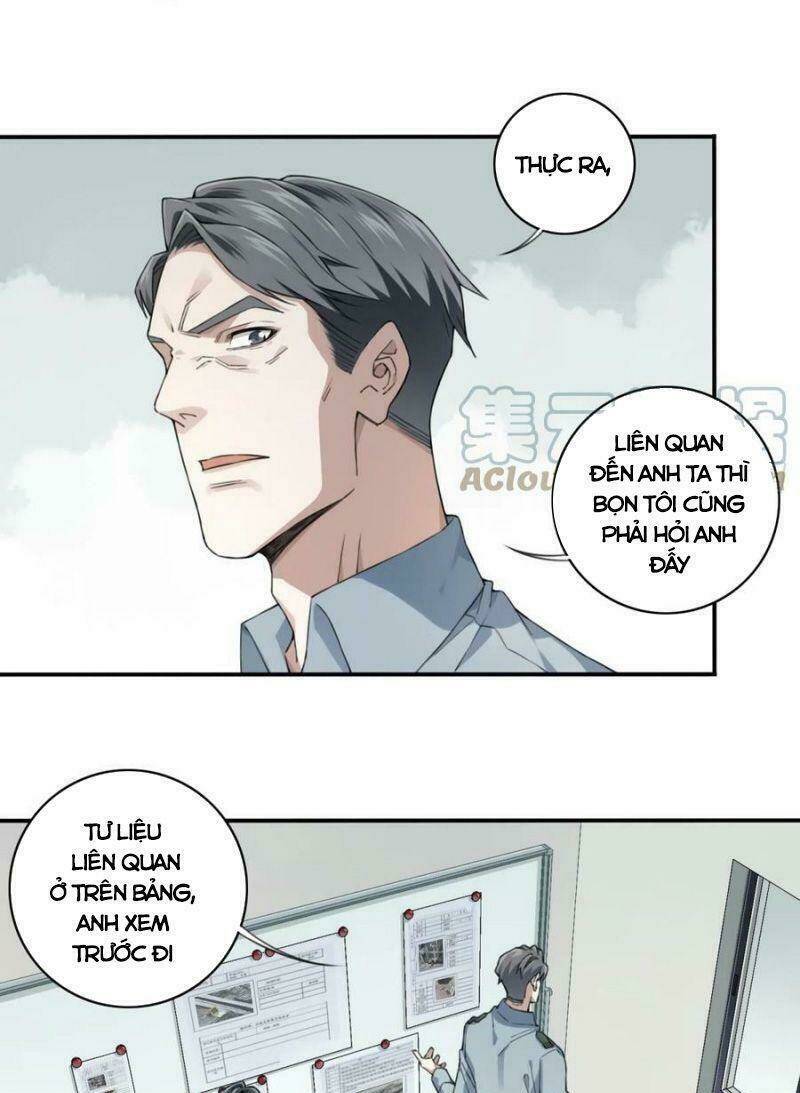 THỰC RA,
LIÊN QUAN
ĐẾN ANH TA THÌ
BỌN TÔI CŨNG
PHẢI HỎI ANH
ĐẤY
TƯ LIỆU
LIÊN QUAN
Ở TRÊN BẢNG,
ANH XEM
TRƯỚC ĐI